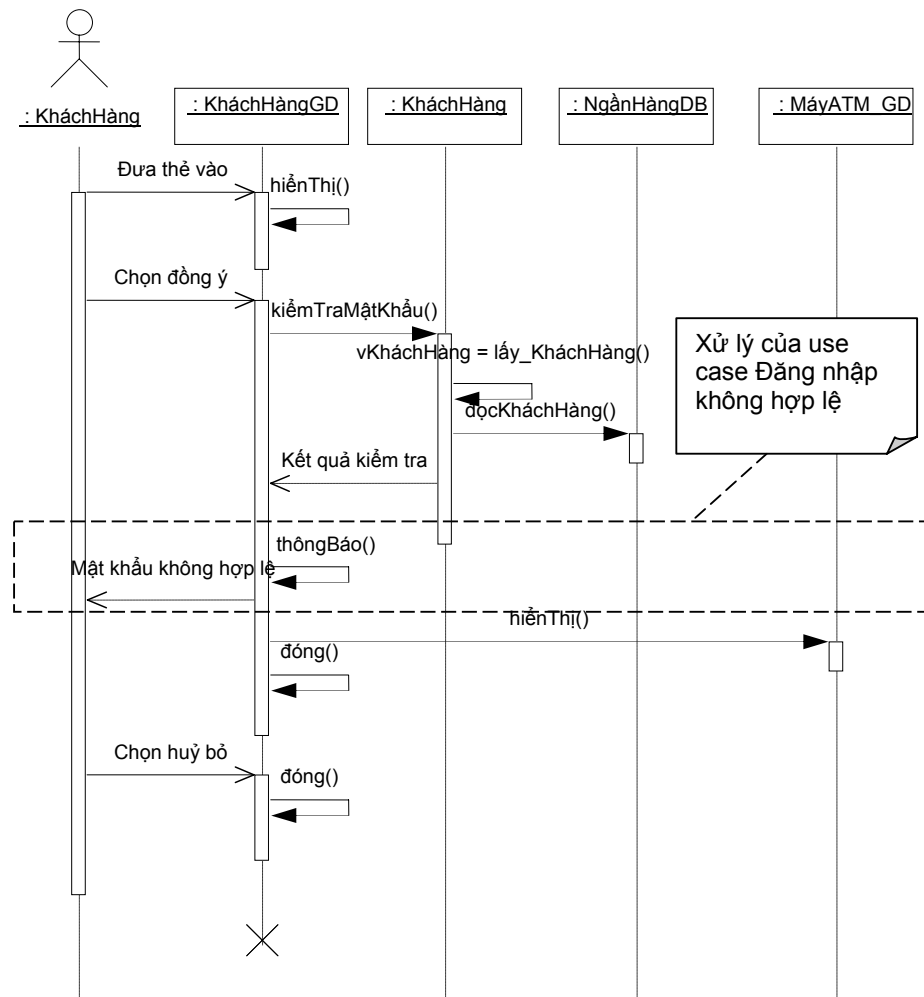 : KháchHàng
: KháchHàngGD
: KháchHàng
: NgầnHàngDB
: MáyATM_GD
Đưa thẻ vào
hiểnThị()
Chọn đồng ý
kiểmTraMậtKhẩu()
vKháchHàng = lấy_KháchHàng()
đọcKháchHàng()
Xử lý của use
case Đăng nhập
không hợp lệ
Kết quả kiểm tra
thôngBáo()
Mật khẩu không hợp lệ
hiểnThị()
đóng()
Chọn huỷ bỏ
đóng()